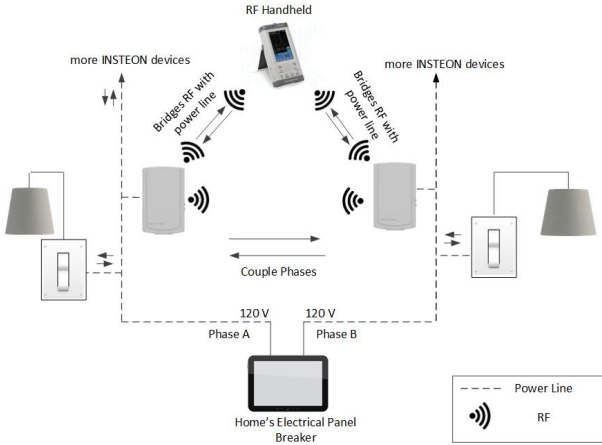 RF Handheld
more INSTEON devices
more INSTEON devices
Bridges RF with
power line
Bridges RF with
power line
Couple Phases
120 V
120 V
Phase A
Phase B
Home's Electrical Panel
Breaker
Power Line
RF